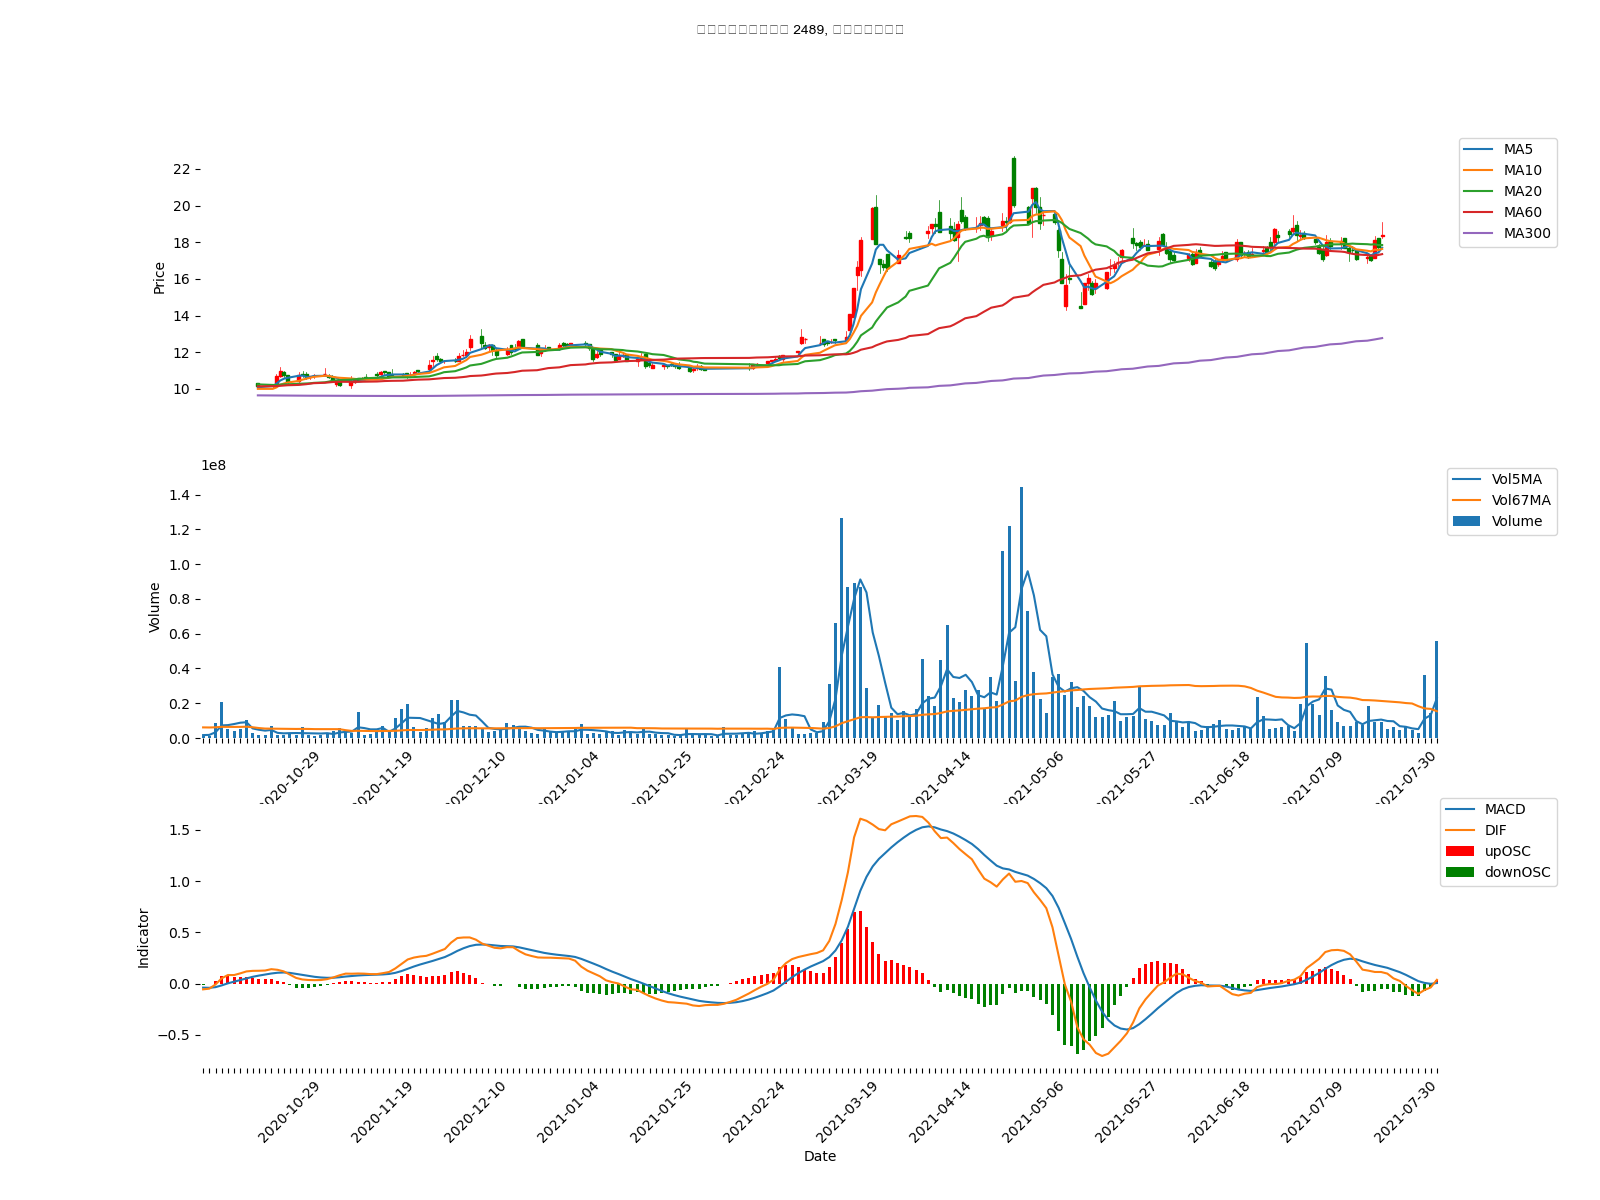 2489,
MA5
MA10
MA20
MA60
MA300
22
20
18
16
14
12
10
Price
1e8
Vol5MA
Vol67MA
Volume
1.4
1.2
1.0
0.8
0.6
0.4
0.2
0.0
Volume
2020-10-29 2020-11-19 2020-12-10 2021-01-04 2021-01-25 2021-02-24 2021-03-19 2021-04-14 2021-05-06 2021-05-27 2021-06-18 2021-07-09 2021-07-30
MACD
DIF
upOSC
downOSC
1.5
1.0
0.5
0.0
−0.5
Indicator
2020-10-29 2020-11-19 2020-12-10 2021-01-04 2021-01-25 2021-02-24 2021-03-19 2021-04-14 2021-05-06 2021-05-27 2021-06-18 2021-07-09 2021-07-30
Date